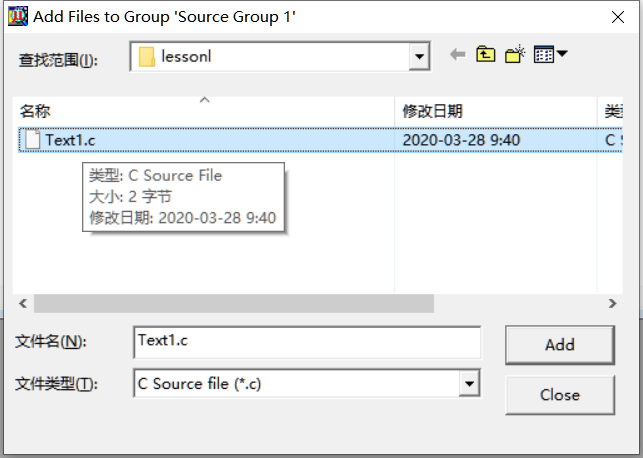 Add Files to Group 'Source Group 1'
查找范围(I): lessonl
名称 修改日期 类
Text1.c 2020-03-28 9:40 C S
类型: C Source File
大小: 2 字节
修改日期: 2020-03-28 9:40
文件名(N): Text1.c Add
文件类型(T): C Source file (*.c) Close